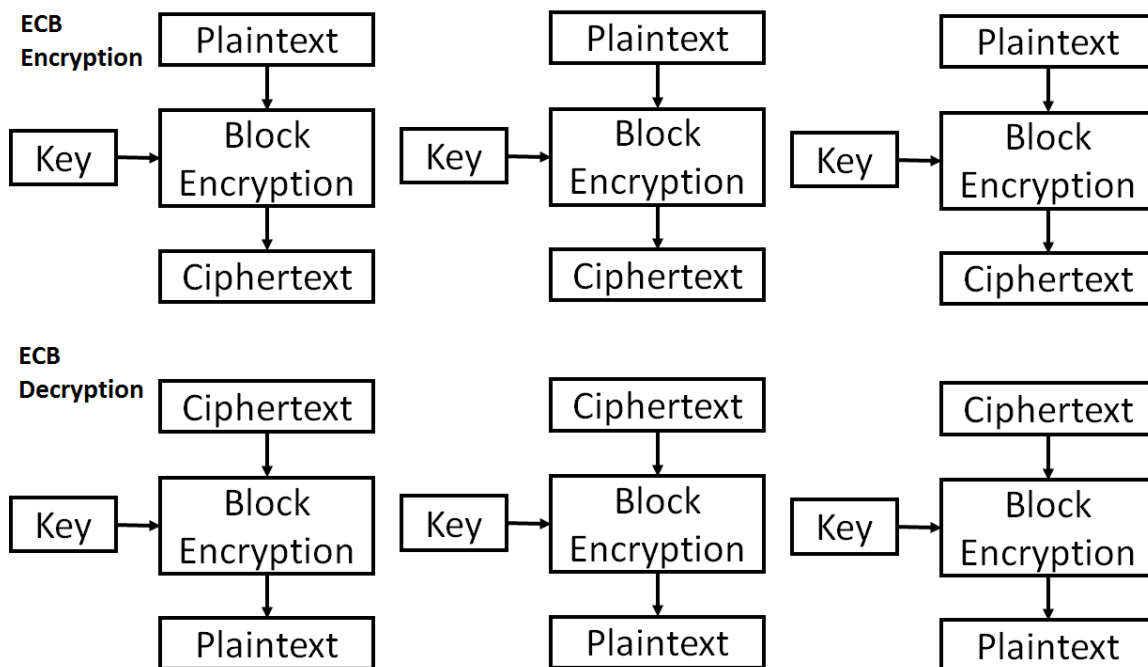 ECB
Encryption
Plaintext
Plaintext
Plaintext
Key
Block
Encryption
Key
Block
Encryption
Key
Block
Encryption
Ciphertext
Ciphertext
Ciphertext
ECB
Decryption
Ciphertext
Ciphertext
Ciphertext
Key
Block
Encryption
Key
Block
Encryption
Key
Block
Encryption
Plaintext
Plaintext
Plaintext